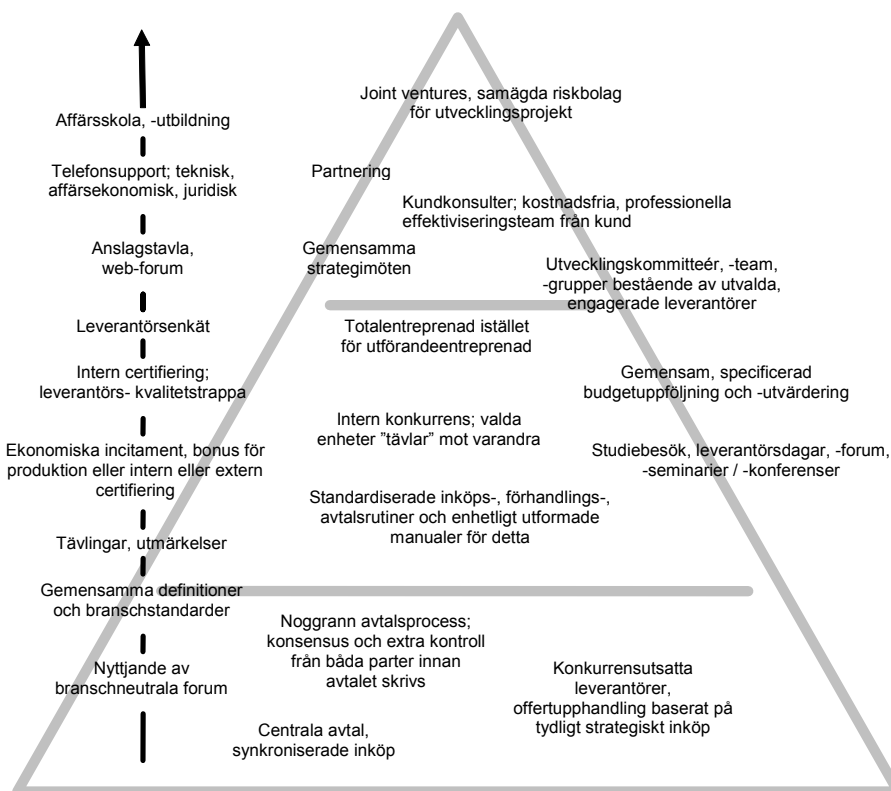 Joint ventures, samägda riskbolag
för utvecklingsprojekt
Affärsskola, -utbildning
Telefonsupport; teknisk,
affärsekonomisk, juridisk
Partnering
Kundkonsulter; kostnadsfria, professionella
effektiviseringsteam från kund
Anslagstavla,
web-forum
Gemensamma
strategimöten
Utvecklingskommitteér, -team,
-grupper bestående av utvalda,
engagerade leverantörer
Leverantörsenkät
Totalentreprenad istället
för utförandeentreprenad
Intern certifiering;
leverantörs- kvalitetstrappa
Gemensam, specificerad
budgetuppföljning och -utvärdering
Intern konkurrens; valda
enheter ”tävlar” mot varandra
Ekonomiska incitament, bonus för
produktion eller intern eller extern
certifiering
Studiebesök, leverantörsdagar, -forum,
-seminarier / -konferenser
Standardiserade inköps-, förhandlings-,
avtalsrutiner och enhetligt utformade
manualer för detta
Tävlingar, utmärkelser
Gemensamma definitioner
och branschstandarder
Noggrann avtalsprocess;
konsensus och extra kontroll
från båda parter innan
avtalet skrivs
Nyttjande av
branschneutrala forum
Konkurrensutsatta
leverantörer,
offertupphandling baserat på
tydligt strategiskt inköp
Centrala avtal,
synkroniserade inköp